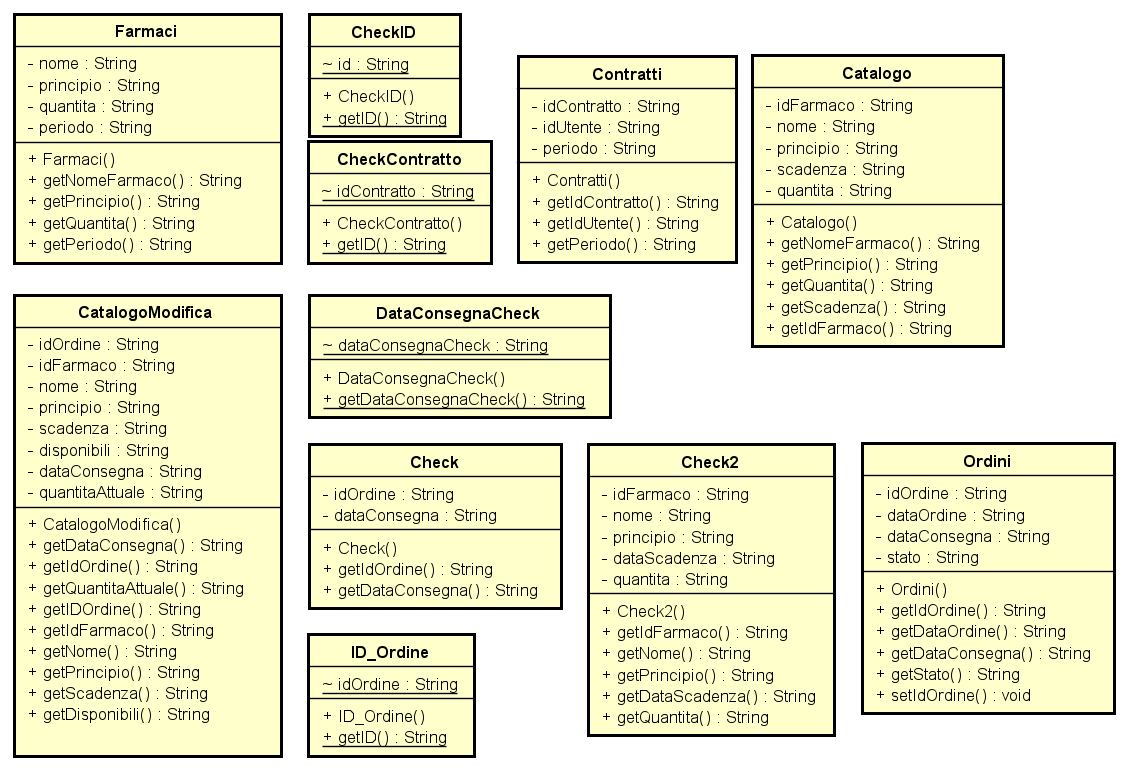 Farmaci
- nome : String
- principio : String
- quantita : String
- periodo : String
+ Farmaci()
+ getNomeFarmaco() : String
+ getPrincipio() : String
+ getQuantita() : String
+ getPeriodo() : String
CheckID
~ id : String
+ CheckID()
+ getID() : String
CheckContratto
~ idContratto : String
+ CheckContratto()
+ getID() : String
Contratti
- idContratto : String
- idUtente : String
- periodo : String
+ Contratti()
+ getIdContratto() : String
+ getIdUtente() : String
+ getPeriodo() : String
Catalogo
- idFarmaco : String
- nome : String
- principio : String
- scadenza : String
- quantita : String
+ Catalogo()
+ getNomeFarmaco() : String
+ getPrincipio() : String
+ getQuantita() : String
+ getScadenza() : String
+ getIdFarmaco() : String
CatalogoModifica
- idOrdine : String
- idFarmaco : String
- nome : String
- principio : String
- scadenza : String
- disponibili : String
- dataConsegna : String
- quantitaAttuale : String
+ CatalogoModifica()
+ getDataConsegna() : String
+ getIdOrdine() : String
+ getQuantitaAttuale() : String
+ getIDOrdine() : String
+ getIdFarmaco() : String
+ getNome() : String
+ getPrincipio() : String
+ getScadenza() : String
+ getDisponibili() : String
DataConsegnaCheck
~ dataConsegnaCheck : String
+ DataConsegnaCheck()
+ getDataConsegnaCheck() : String
Check
- idOrdine : String
- dataConsegna : String
+ Check()
+ getIdOrdine() : String
+ getDataConsegna() : String
ID_Ordine
~ idOrdine : String
+ ID_Ordine()
+ getID() : String
Check2
- idFarmaco : String
- nome : String
- principio : String
- dataScadenza : String
- quantita : String
+ Check2()
+ getIdFarmaco() : String
+ getNome() : String
+ getPrincipio() : String
+ getDataScadenza() : String
+ getQuantita() : String
Ordini
- idOrdine : String
- dataOrdine : String
- dataConsegna : String
- stato : String
+ Ordini()
+ getIdOrdine() : String
+ getDataOrdine() : String
+ getDataConsegna() : String
+ getStato() : String
+ setIdOrdine() : void